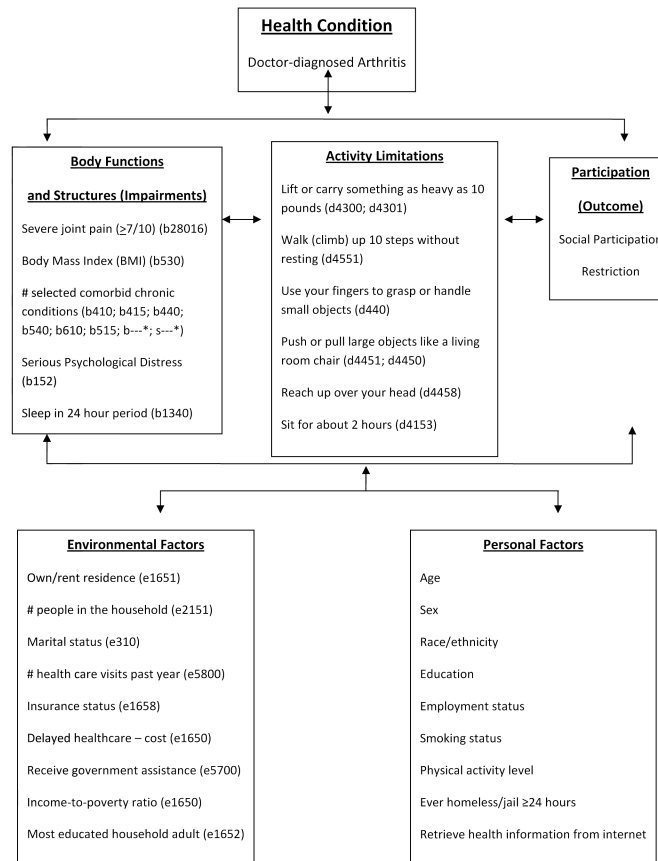 Health Condition
Doctor-diagnosed Arthritis
Body Functions
and Structures (Impairments)
Severe joint pain (≥7/10) (b28016)
Body Mass Index (BMI) (b530)
# selected comorbid chronic
conditions (b410; b415; b440;
b540; b610; b515; b---*; s---*)
Serious Psychological Distress
(b152)
Sleep in 24 hour period (b1340)
Activity Limitations
Lift or carry something as heavy as 10
pounds (d4300; d4301)
Walk (climb) up 10 steps without
resting (d4551)
Use your fingers to grasp or handle
small objects (d440)
Push or pull large objects like a living
room chair (d4451; d4450)
Reach up over your head (d4458)
Sit for about 2 hours (d4153)
Participation
(Outcome)
Social Participation
Restriction
Environmental Factors
Own/rent residence (e1651)
# people in the household (e2151)
Marital status (e310)
# health care visits past year (e5800)
Insurance status (e1658)
Delayed healthcare – cost (e1650)
Receive government assistance (e5700)
Income-to-poverty ratio (e1650)
Most educated household adult (e1652)
Personal Factors
Age
Sex
Race/ethnicity
Education
Employment status
Smoking status
Physical activity level
Ever homeless/jail ≥24 hours
Retrieve health information from internet